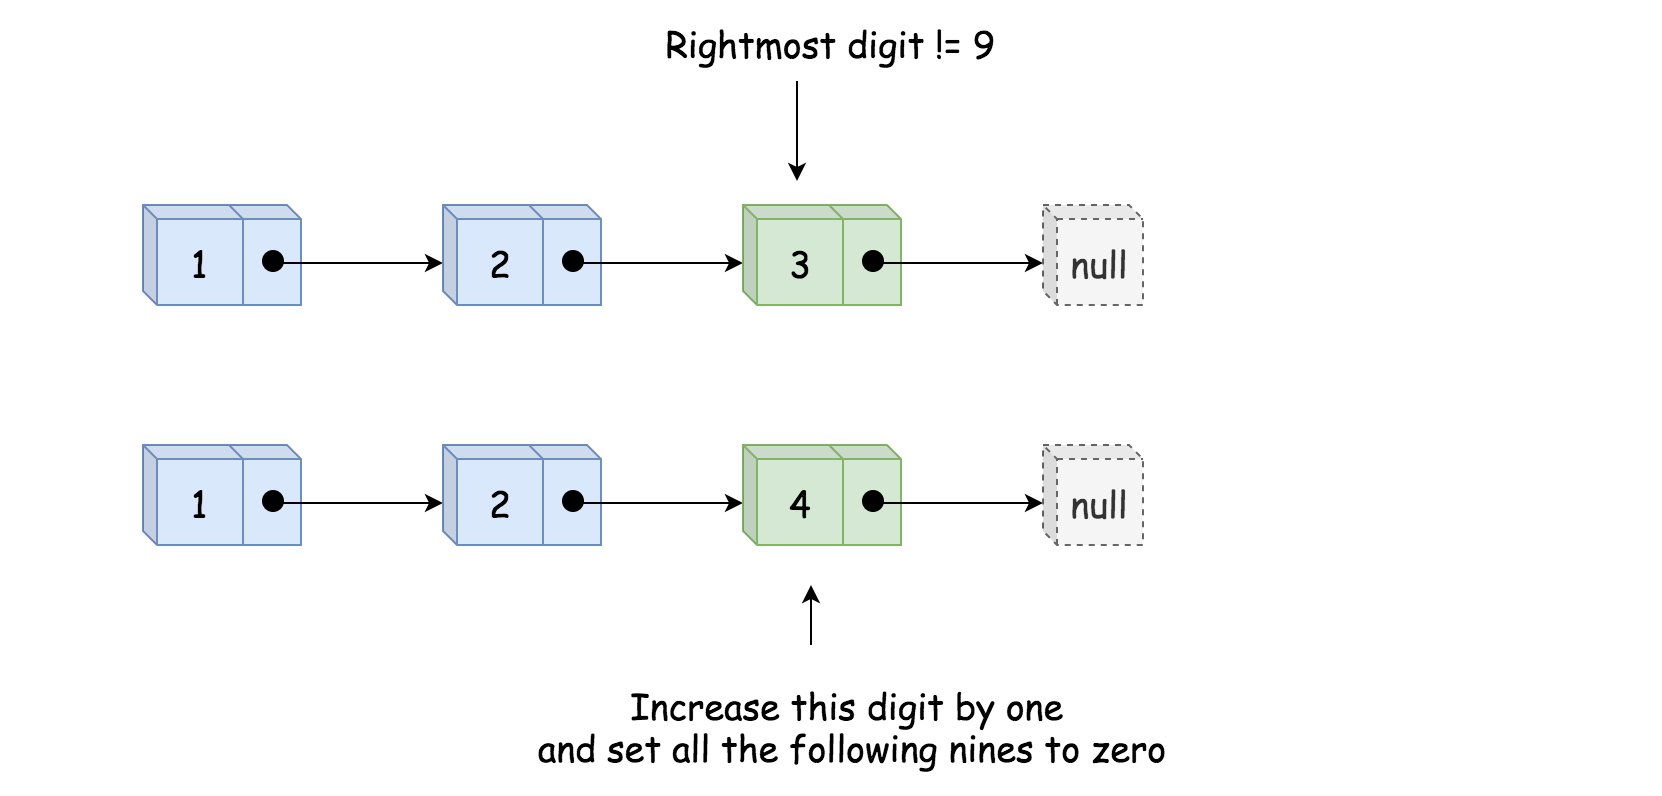 Rightmost digit != 9
1 2 3 null
1 2 4 null
Increase this digit by one
and set all the following nines to zero